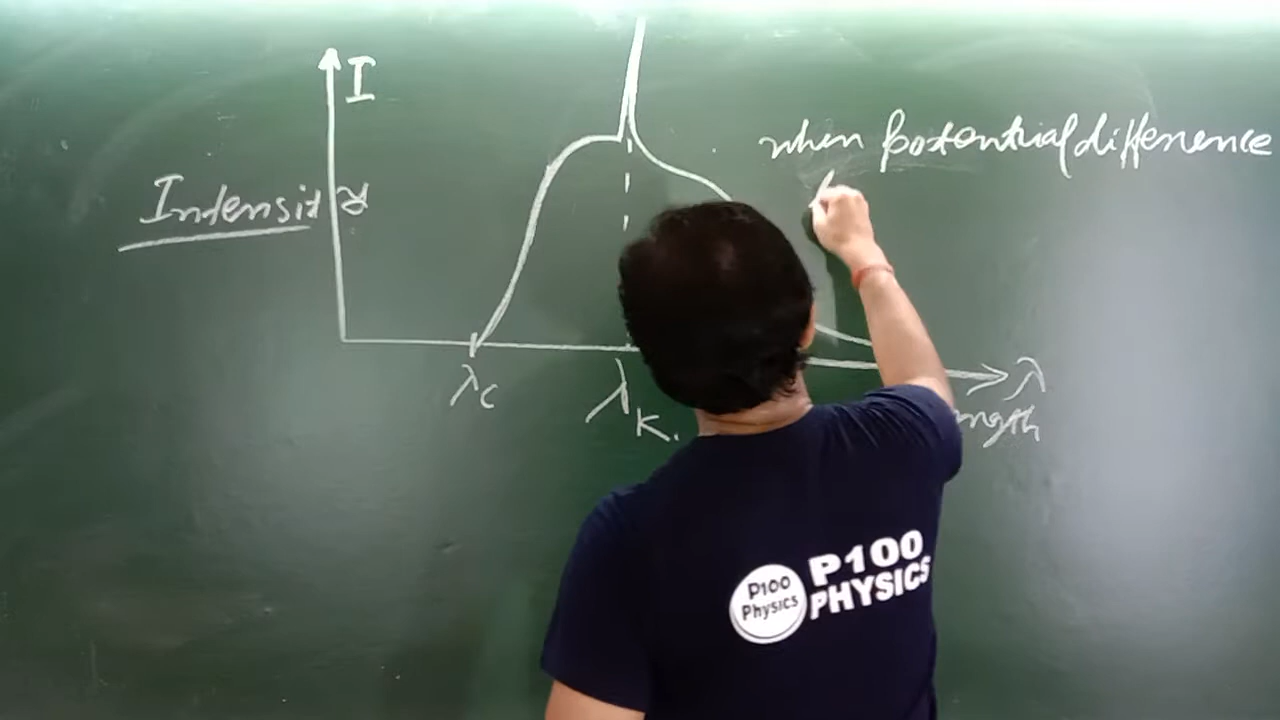 I
when potential difference
Intensity
λc
λK.
λ
ngth
P100
PHYSICS
P100
Physics